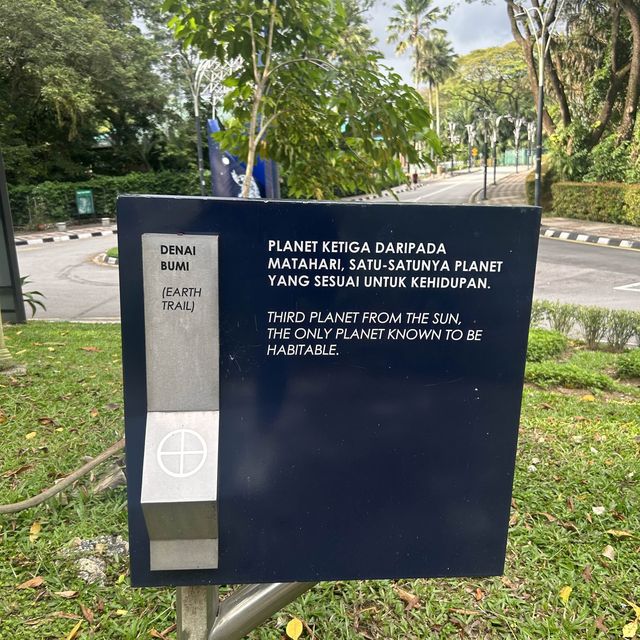 DENAI
BUMI
(EARTH
TRAIL)
PLANET KETIGA DARIPADA
MATAHARI, SATU-SATUNYA PLANET
YANG SESUAI UNTUK KEHIDUPAN.
THIRD PLANET FROM THE SUN,
THE ONLY PLANET KNOWN TO BE
HABITABLE.